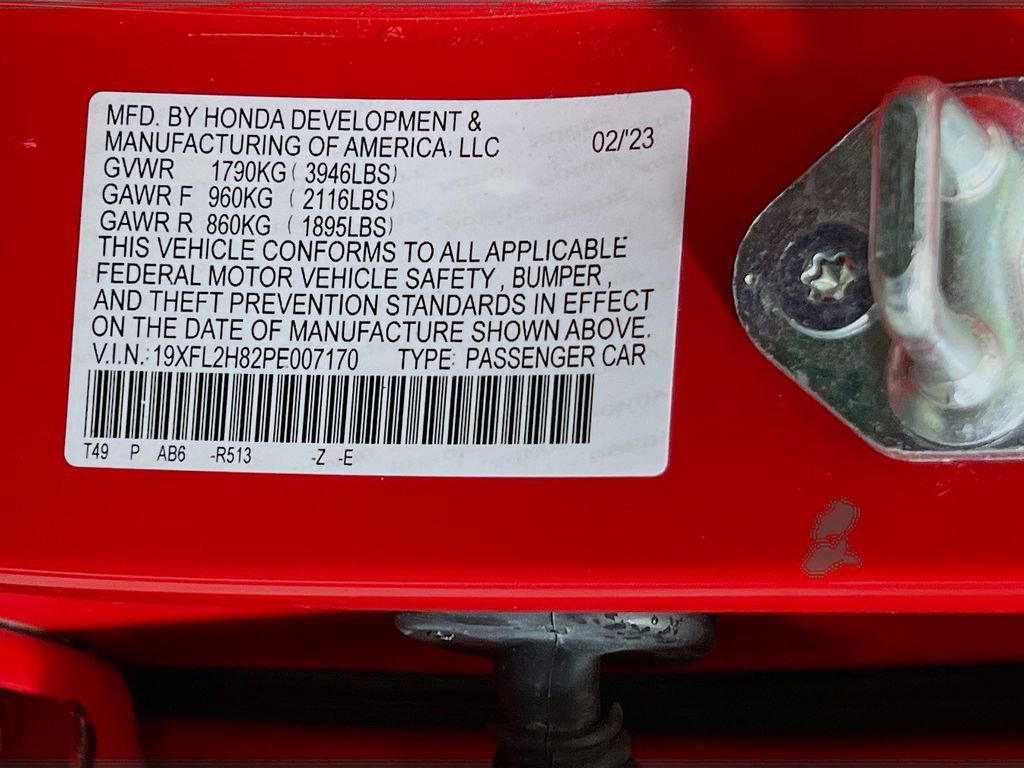 MFD. BY HONDA DEVELOPMENT &
MANUFACTURING OF AMERICA, LLC 02/'23
GVWR 1790KG ( 3946LBS)
GAWR F 960KG ( 2116LBS)
GAWR R 860KG ( 1895LBS)
THIS VEHICLE CONFORMS TO ALL APPLICABLE
FEDERAL MOTOR VEHICLE SAFETY, BUMPER,
AND THEFT PREVENTION STANDARDS IN EFFECT
ON THE DATE OF MANUFACTURE SHOWN ABOVE.
V.I.N.: 19XFL2H82PE007170 TYPE: PASSENGER CAR
T49 P AB6 -R513 -Z -E